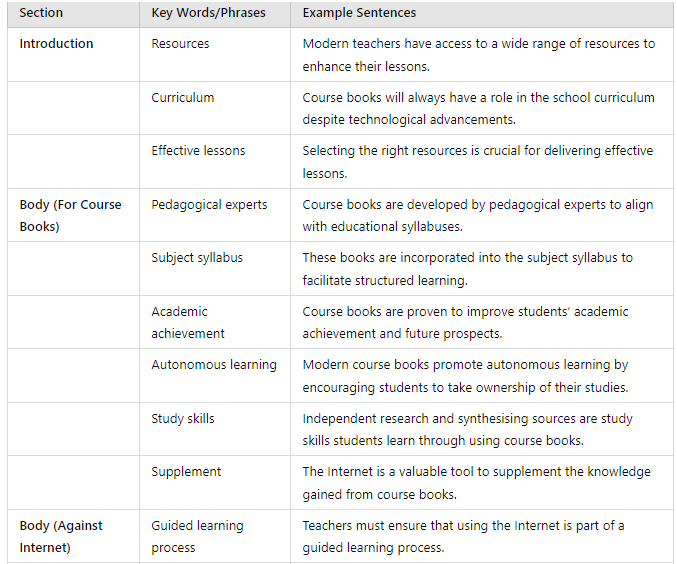 Section Key Words/Phrases Example Sentences
Introduction Resources Modern teachers have access to a wide range of resources to
enhance their lessons.
Curriculum Course books will always have a role in the school curriculum
despite technological advancements.
Effective lessons Selecting the right resources is crucial for delivering effective
lessons.
Body (For Course Pedagogical experts Course books are developed by pedagogical experts to align
Books) with educational syllabuses.
Subject syllabus These books are incorporated into the subject syllabus to
facilitate structured learning.
Academic Course books are proven to improve students' academic
achievement achievement and future prospects.
Autonomous learning Modern course books promote autonomous learning by
encouraging students to take ownership of their studies.
Study skills Independent research and synthesising sources are study
skills students learn through using course books.
Supplement The Internet is a valuable tool to supplement the knowledge
gained from course books.
Body (Against Guided learning Teachers must ensure that using the Internet is part of a
Internet) process guided learning process.